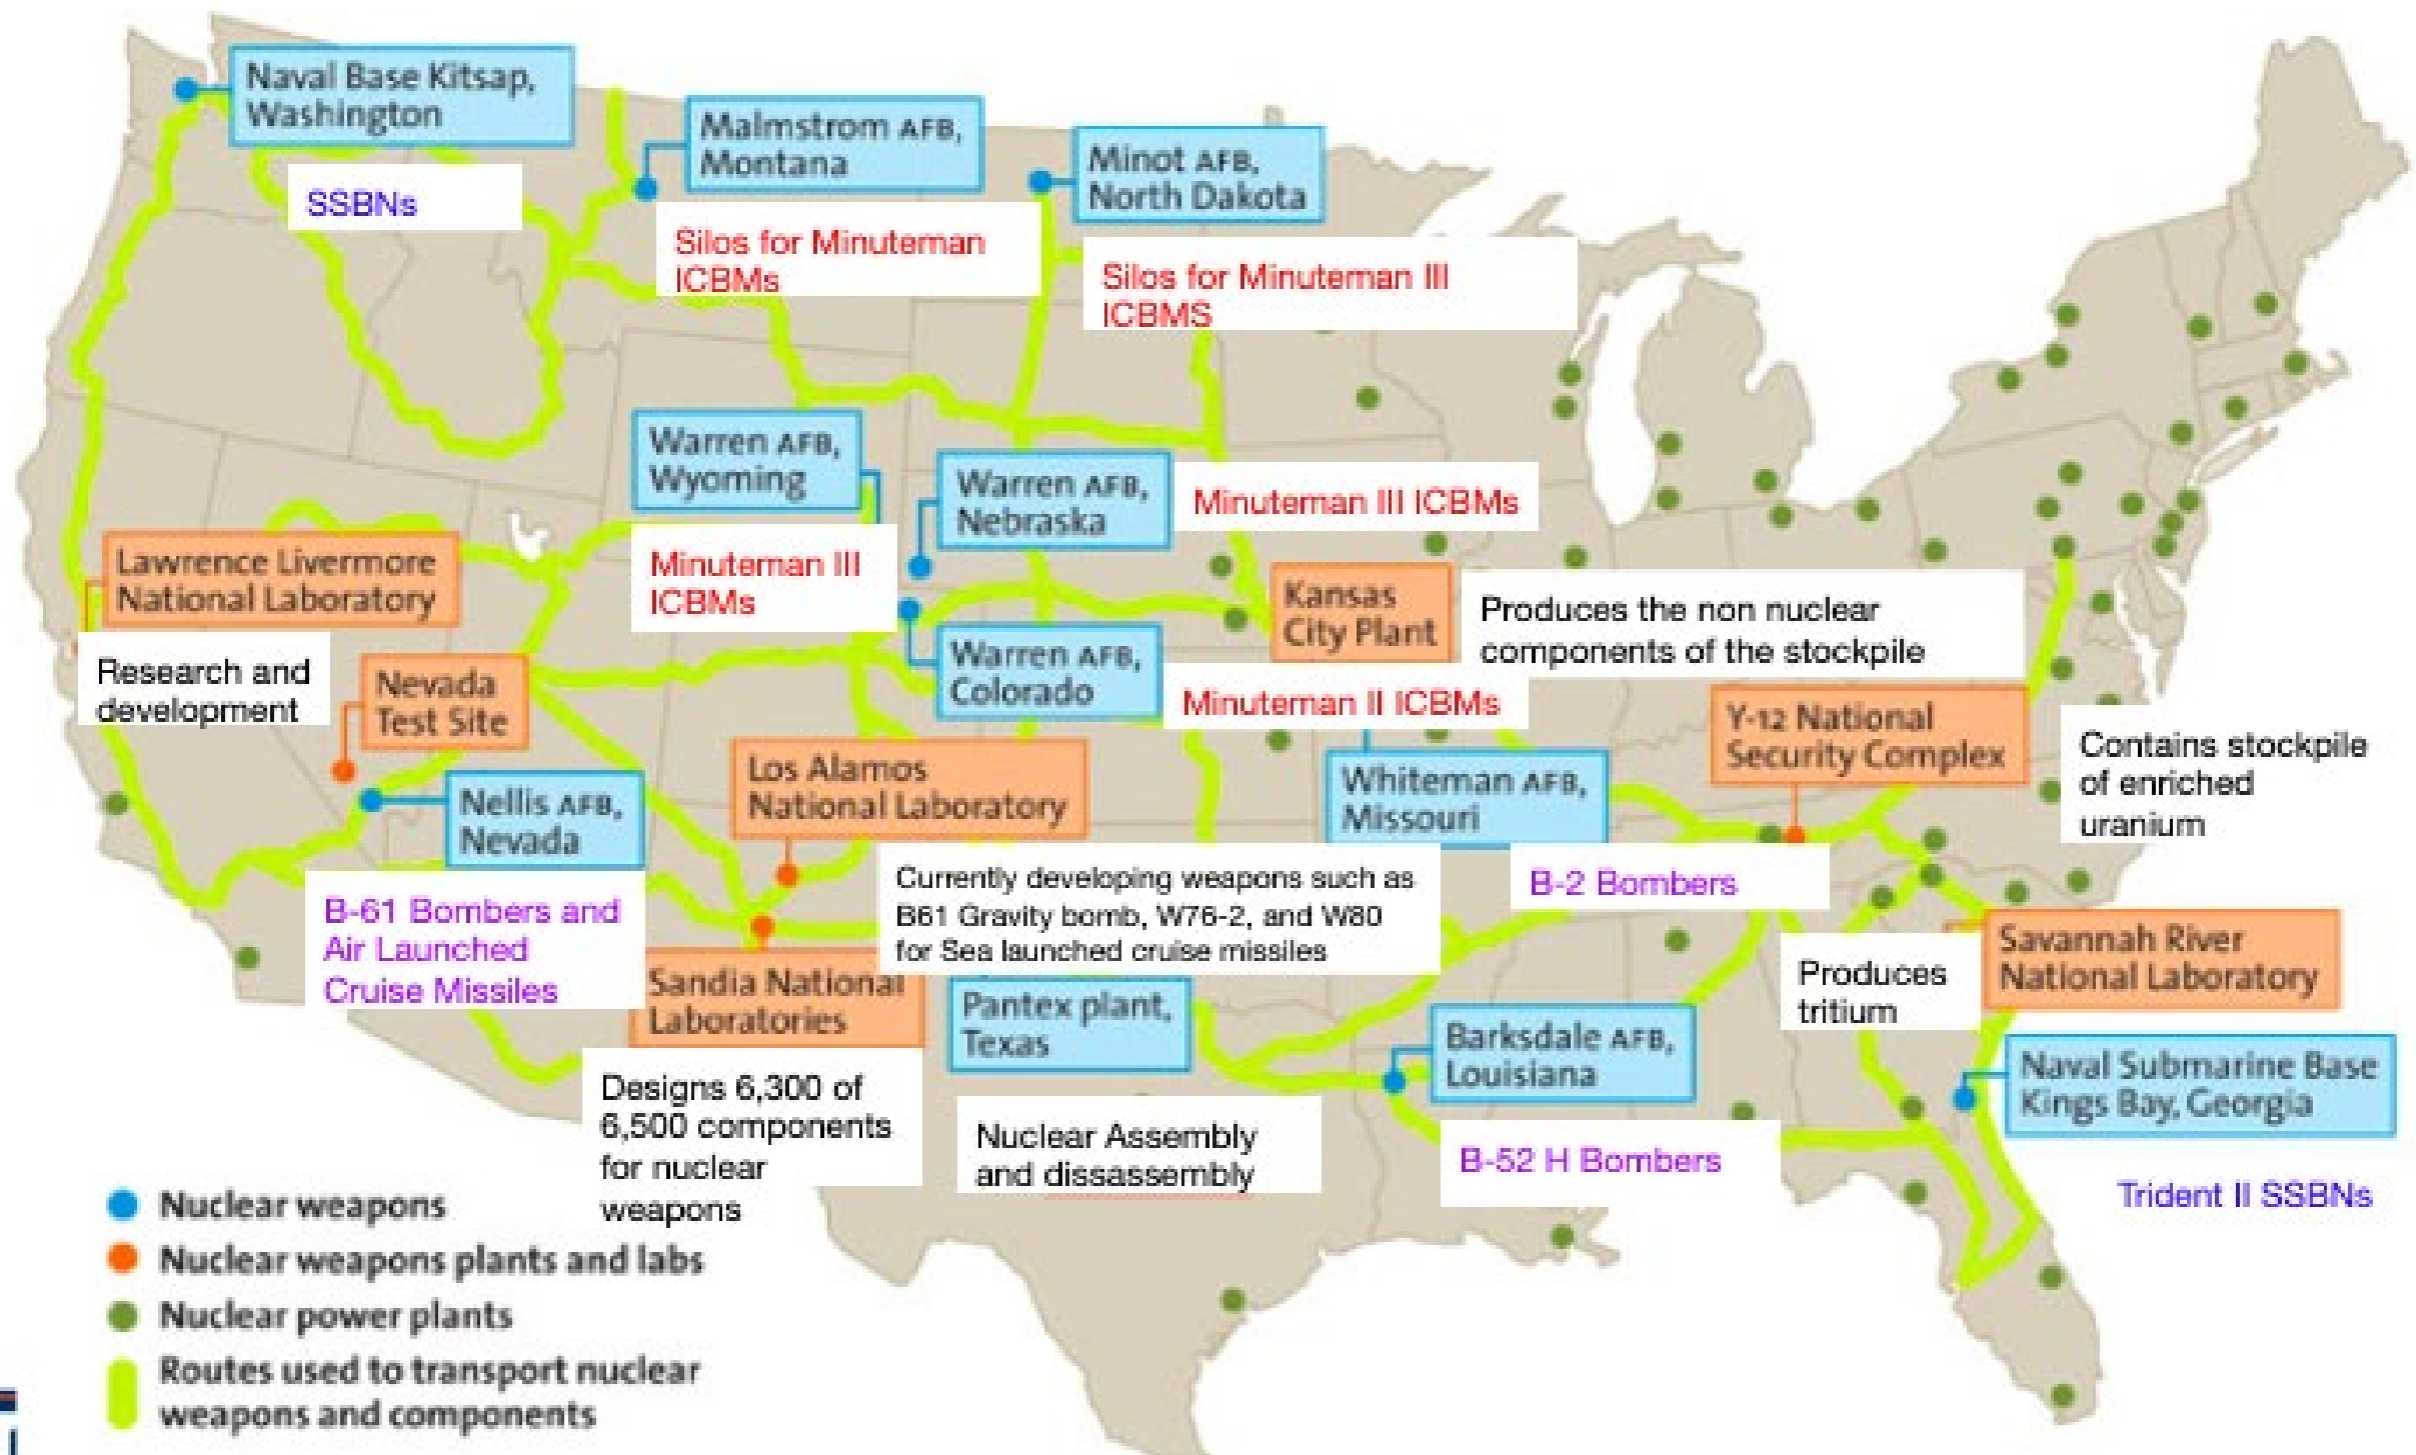 Naval Base Kitsap,
Washington
SSBNs
Malmstrom AFB,
Montana
Silos for Minuteman
ICBMs
Minot AFB,
North Dakota
Silos for Minuteman III
ICBMS
Warren AFB,
Wyoming
Minuteman III
ICBMs
Warren AFB,
Nebraska
Minuteman III ICBMs
Lawrence Livermore
National Laboratory
Research and
development
Nevada
Test Site
Kansas
City Plant
Produces the non nuclear
components of the stockpile
Warren AFB,
Colorado
Minuteman II ICBMs
Y-12 National
Security Complex
Contains stockpile
of enriched
uranium
Nellis AFB,
Nevada
B-61 Bombers and
Air Launched
Cruise Missiles
Los Alamos
National Laboratory
Currently developing weapons such as
B61 Gravity bomb, W76-2, and W80
for Sea launched cruise missiles
Whiteman AFB,
Missouri
B-2 Bombers
Sandia National
Laboratories
Designs 6,300 of
6,500 components
for nuclear
weapons
Pantex plant,
Texas
Nuclear Assembly
and dissassembly
Barksdale AFB,
Louisiana
B-52 H Bombers
Produces
tritium
Savannah River
National Laboratory
Naval Submarine Base
Kings Bay, Georgia
Trident II SSBNs
Nuclear weapons
Nuclear weapons plants and labs
Nuclear power plants
Routes used to transport nuclear
weapons and components